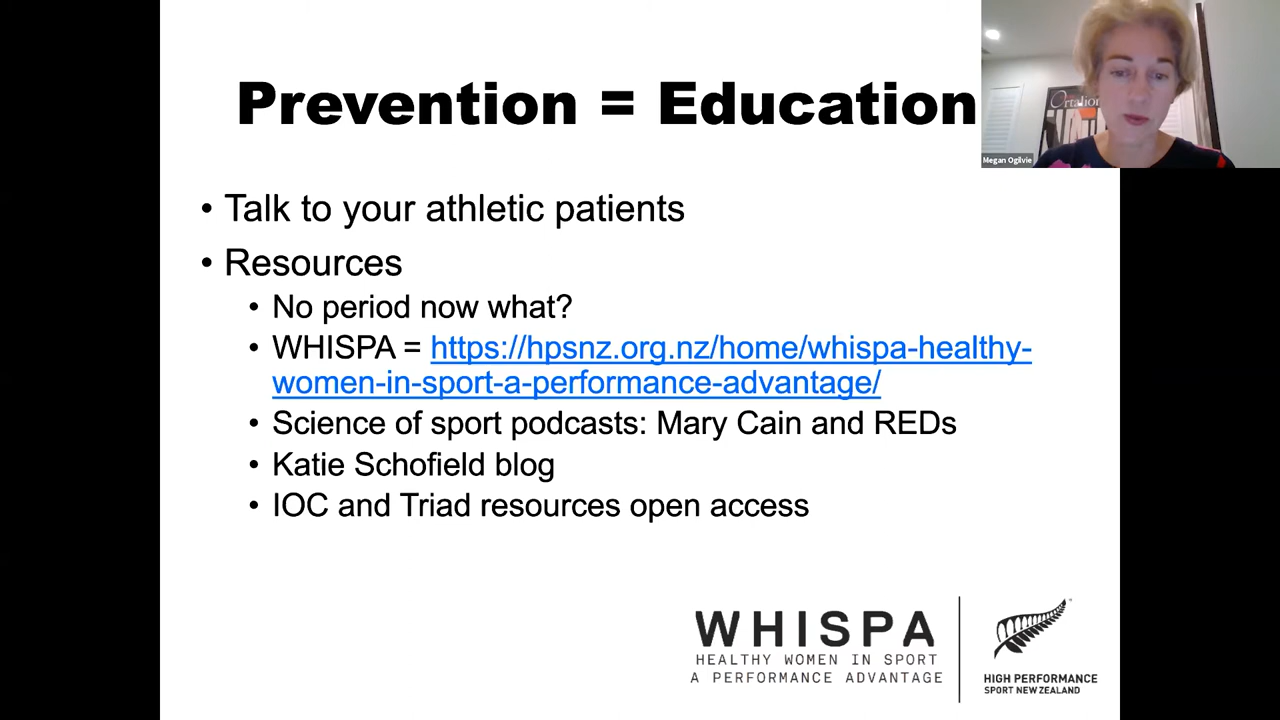 Prevention = Education
Ortalion
Megan Ogilvie
• Talk to your athletic patients
• Resources
• No period now what?
• WHISPA = https://hpsnz.org.nz/home/whispa-healthy-
women-in-sport-a-performance-advantage/
• Science of sport podcasts: Mary Cain and REDs
• Katie Schofield blog
• IOC and Triad resources open access
WHISPA
HEALTHY WOMEN IN SPORT
A PERFORMANCE ADVANTAGE
HIGH PERFORMANCE
SPORT NEW ZEALAND